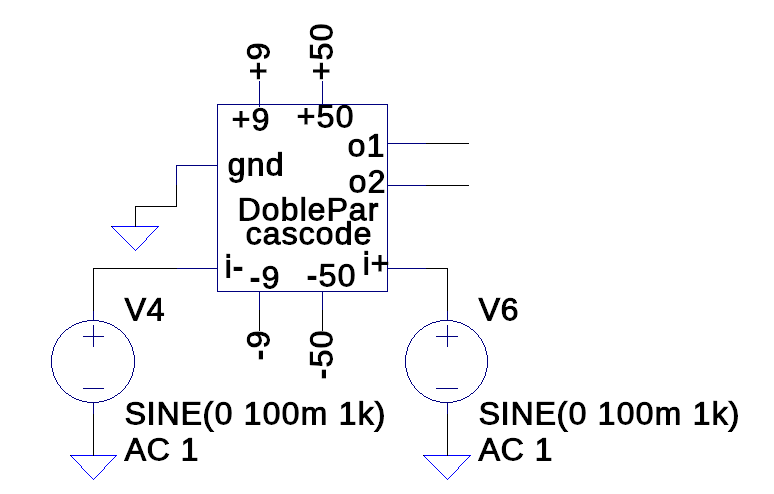 +9 +50
+9 +50
o1
gnd
o2
DoblePar
cascode
i- -9 -50 i+
-9 -50
V4 V6
SINE(0 100m 1k) SINE(0 100m 1k)
AC 1 AC 1